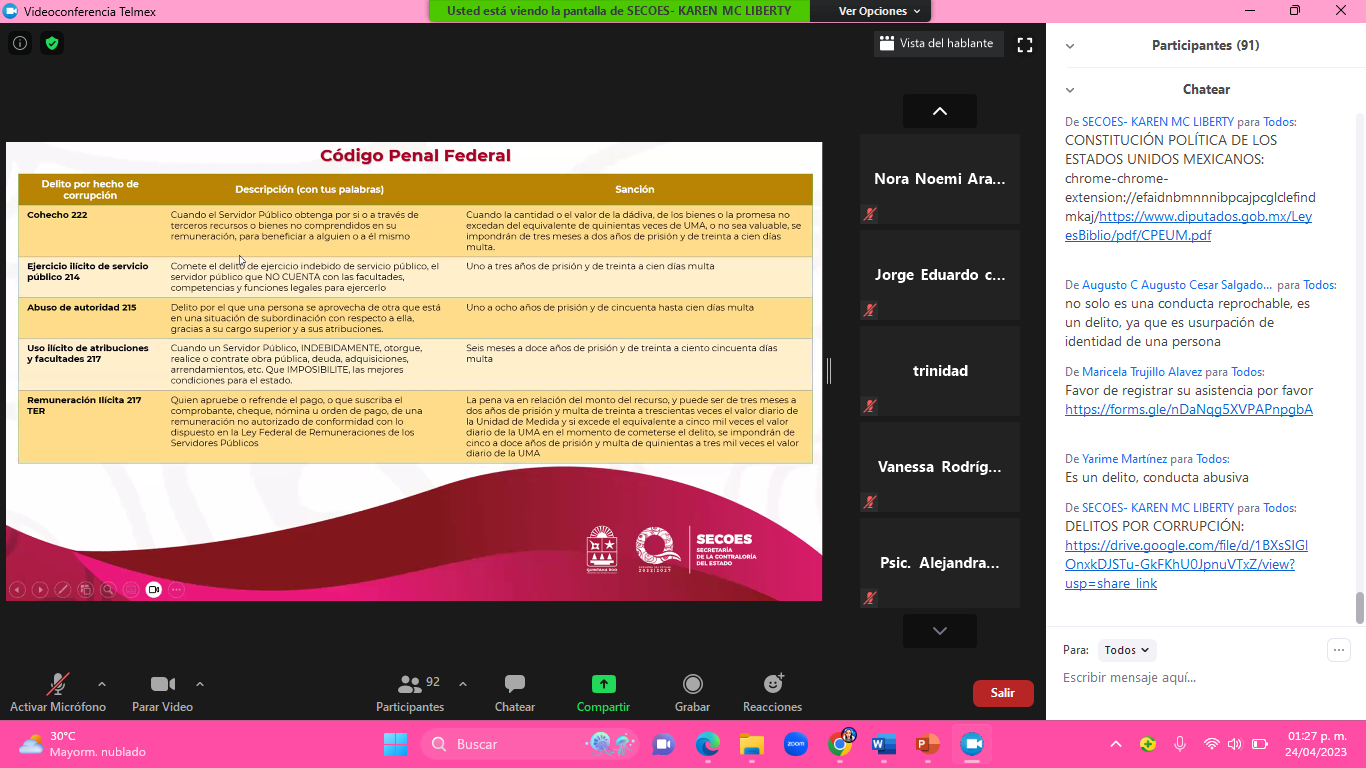 Videoconferencia Telmex
Usted está viendo la pantalla de SECOES- KAREN MC LIBERTY
Ver Opciones
Vista del hablante
Código Penal Federal
Delito por hecho de
corrupción
Descripción (con tus palabras)
Sanción
Cohecho 222
Cuando el Servidor Público obtenga por si o a través de
terceros recursos o bienes no comprendidos en su
remuneración, para beneficiar a alguien o a él mismo
Cuando la cantidad o el valor de la dádiva, de los bienes o la promesa no
excedan del equivalente de quinientas veces de UMA, o no sea valuable, se
impondrán de tres meses a dos años de prisión y de treinta a cien días
multa.
Ejercicio ilícito de servicio
público 214
Comete el delito de ejercicio indebido de servicio público, el
servidor público que NO CUENTA con las facultades,
competencias y funciones legales para ejercerlo
Uno a tres años de prisión y de treinta a cien días multa
Abuso de autoridad 215
Delito por el que una persona se aprovecha de otra que está
en una situación de subordinación con respecto a ella,
gracias a su cargo superior y a sus atribuciones.
Uno a ocho años de prisión y de cincuenta hasta cien días multa
Uso ilícito de atribuciones
y facultades 217
Cuando un Servidor Público, INDEBIDAMENTE, otorgue,
realice o contrate obra pública, deuda, adquisiciones,
arrendamientos, etc. Que IMPOSIBILITE, las mejores
condiciones para el estado.
Seis meses a doce años de prisión y de treinta a ciento cincuenta días
multa
Remuneración Ilícita 217
TER
Quien apruebe o refrende el pago, o que suscriba el
comprobante, cheque, nómina u orden de pago, de una
remuneración no autorizado de conformidad con lo
dispuesto en la Ley Federal de Remuneraciones de los
Servidores Públicos
La pena va en relación del monto del recurso, y puede ser de tres meses a
dos años de prisión y multa de treinta a trescientas veces el valor diario de
la Unidad de Medida y si excede el equivalente a cinco mil veces el valor
diario de la UMA en el momento de cometerse el delito, se impondrán de
cinco a doce años de prisión y multa de quinientas a tres mil veces el valor
diario de la UMA
QUINTANA ROO
2022/2027
SECOES
SECRETARÍA
DE LA CONTRALORÍA
DEL ESTADO
Nora Noemi Ara...
Jorge Eduardo c...
trinidad
Vanessa Rodríg...
Psic. Alejandra...
Participantes (91)
Chatear
De SECOES- KAREN MC LIBERTY para Todos:
CONSTITUCIÓN POLÍTICA DE LOS
ESTADOS UNIDOS MEXICANOS:
chrome-chrome-
extension://efaidnbmnnnibpcajpcglclefind
mkaj/https://www.diputados.gob.mx/Ley
esBiblio/pdf/CPEUM.pdf
De Augusto C Augusto Cesar Salgado... para Todos:
no solo es una conducta reprochable, es
un delito, ya que es usurpación de
identidad de una persona
De Maricela Trujillo Alavez para Todos:
Favor de registrar su asistencia por favor
https://forms.gle/nDaNqg5XVPAPnpgbA
De Yarime Martínez para Todos:
Es un delito, conducta abusiva
De SECOES- KAREN MC LIBERTY para Todos:
DELITOS POR CORRUPCIÓN:
https://drive.google.com/file/d/1BXsSIGl
OnxkDJSTu-GkFKhU0JpnuVTxZ/view?
usp=share_link
Para: Todos
Escribir mensaje aquí...
Activar Micrófono
Parar Video
92
Participantes
Chatear
Compartir
Grabar
Reacciones
Salir
30°C
Mayorm. nublado
Buscar
zoom
01:27 p. m.
24/04/2023